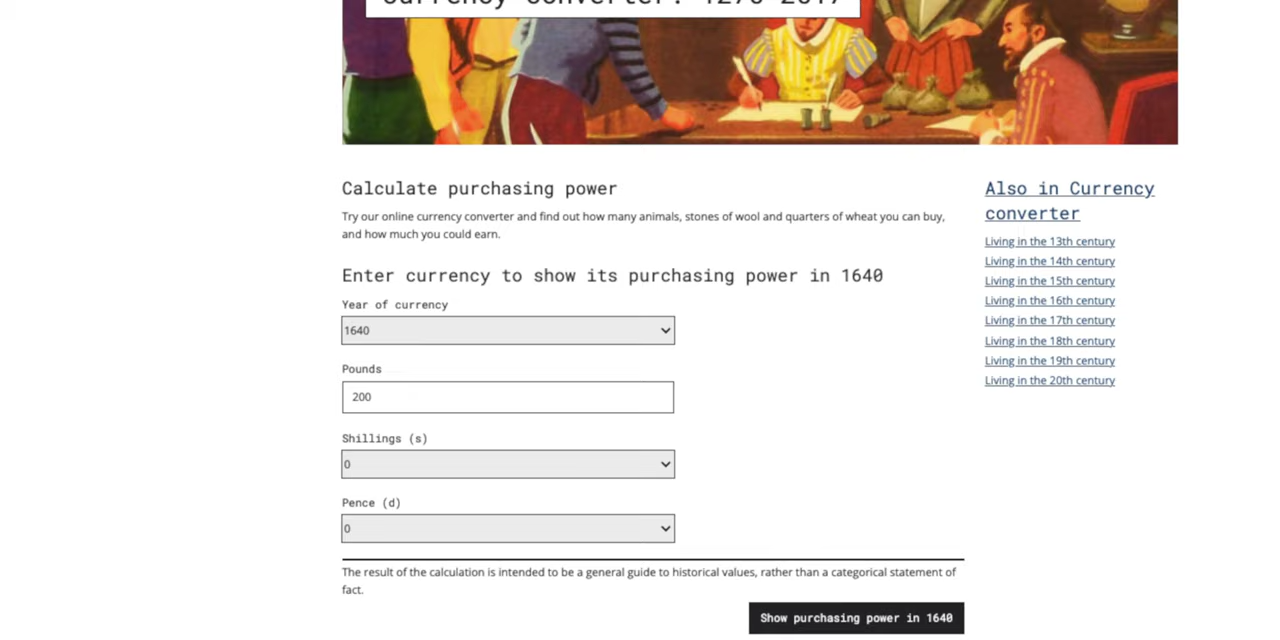 Currency converter: 1270-2017
Calculate purchasing power
Try our online currency converter and find out how many animals, stones of wool and quarters of wheat you can buy,
and how much you could earn.
Enter currency to show its purchasing power in 1640
Year of currency
1640
Pounds
200
Shillings (s)
0
Pence (d)
0
The result of the calculation is intended to be a general guide to historical values, rather than a categorical statement of
fact.
Show purchasing power in 1640
Also in Currency
converter
Living in the 13th century
Living in the 14th century
Living in the 15th century
Living in the 16th century
Living in the 17th century
Living in the 18th century
Living in the 19th century
Living in the 20th century